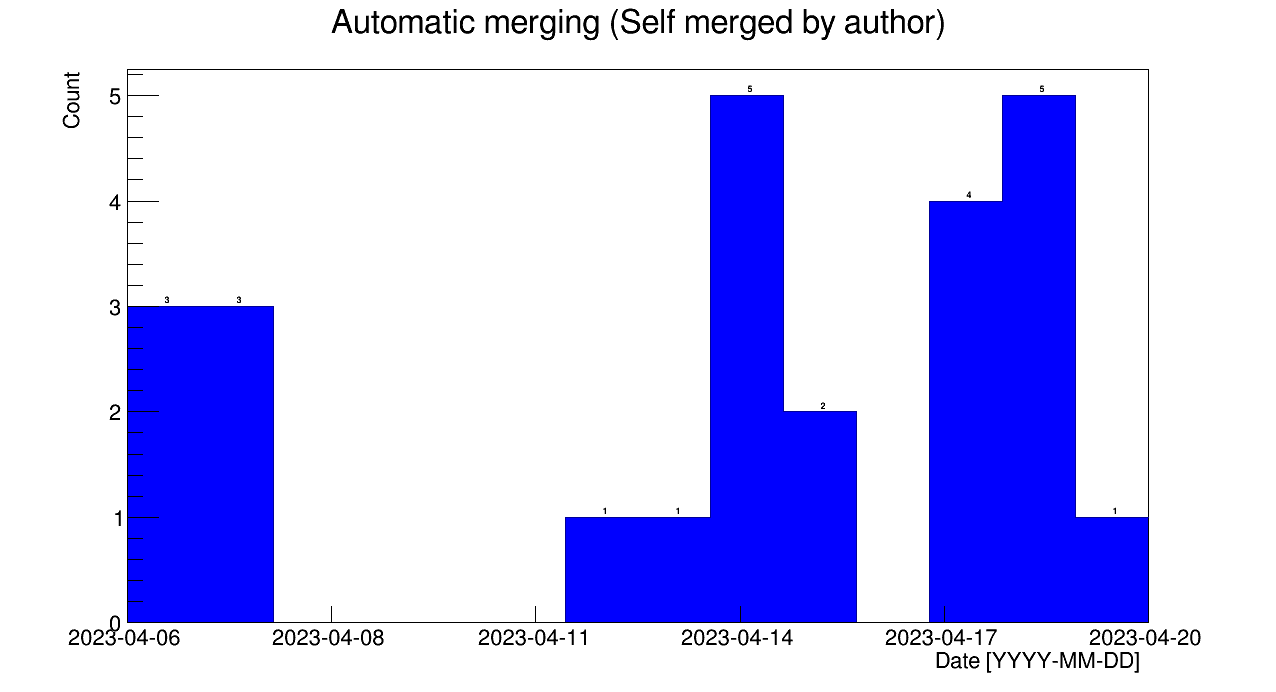 Automatic merging (Self merged by author)
Count
5
4
3
2
1
0
3 3 1 1 5 2 4 5 1
2023-04-06 2023-04-08 2023-04-11 2023-04-14 2023-04-17 2023-04-20
Date [YYYY-MM-DD]